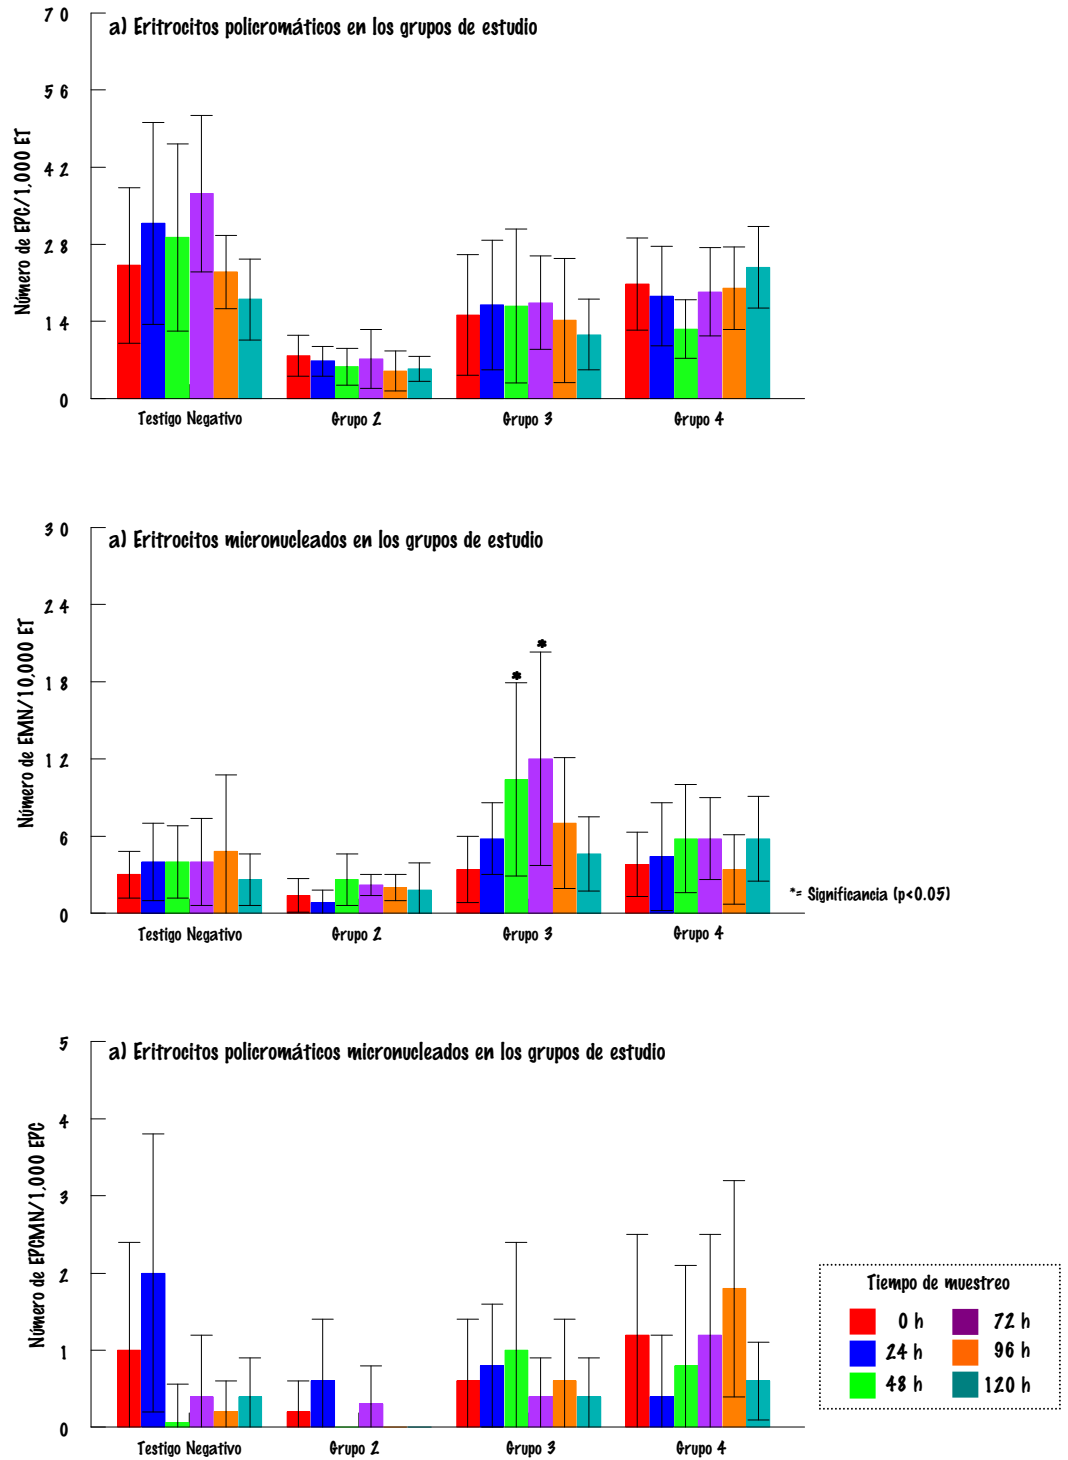 a) Eritrocitos policromáticos en los grupos de estudio
Número de EPC/1,000 ET
70
56
42
28
14
0
Testigo Negativo
Grupo 2
Grupo 3
Grupo 4
a) Eritrocitos micronucleados en los grupos de estudio
Número de EMN/10,000 ET
30
24
18
12
6
0
*
*
*= Significancia (p<0.05)
Testigo Negativo
Grupo 2
Grupo 3
Grupo 4
a) Eritrocitos policromáticos micronucleados en los grupos de estudio
Número de EPCMN/1,000 EPC
5
4
3
2
1
0
Testigo Negativo
Grupo 2
Grupo 3
Grupo 4
Tiempo de muestreo
0 h
72 h
24 h
96 h
48 h
120 h